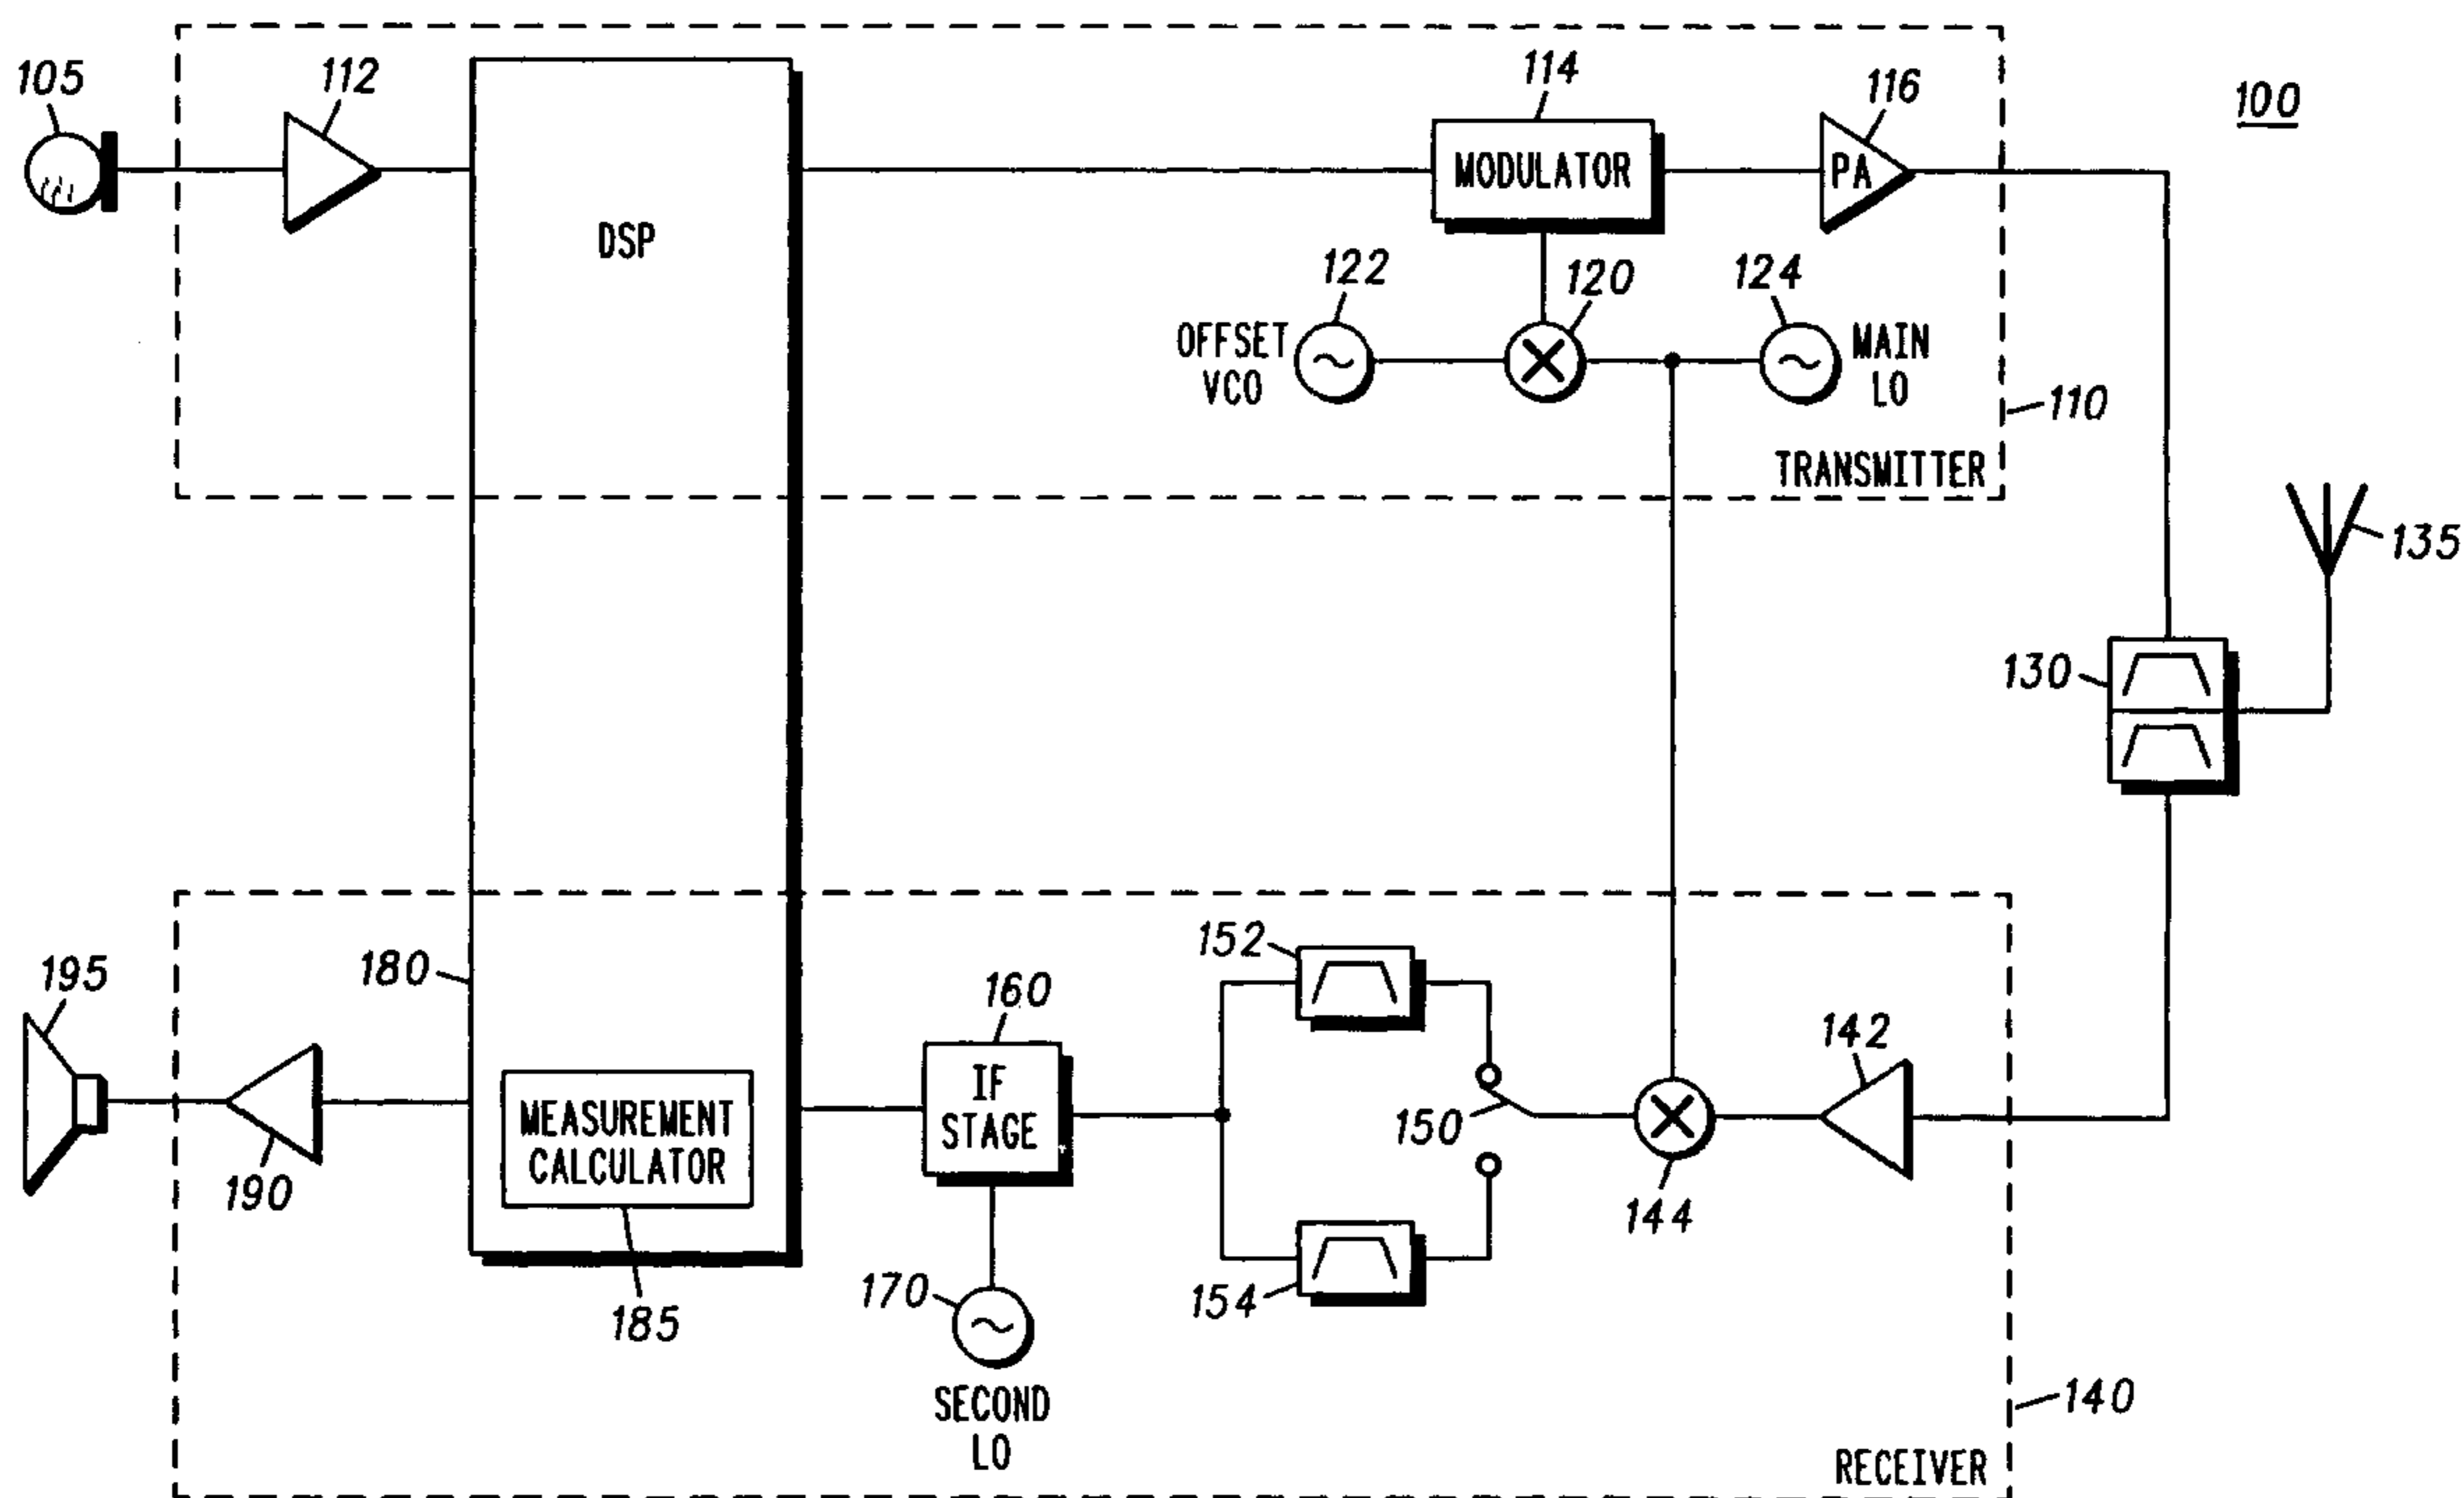 105
112
114
116
100
DSP
MODULATOR
PA
122
120
124
OFFSET
VCO
MAIN
LO
110
TRANSMITTER
135
130
195
180
160
152
142
IF
STAGE
150
MEASUREMENT
CALCULATOR
190
144
170
154
185
SECOND
LO
140
RECEIVER